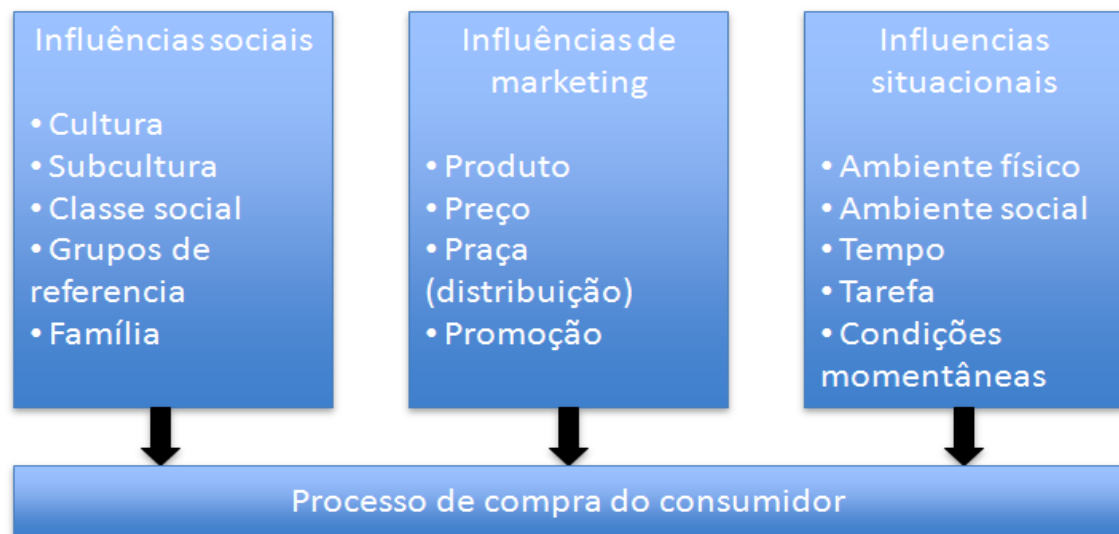 Influências sociais
• Cultura
• Subcultura
• Classe social
• Grupos de
referencia
• Família
Influências de
marketing
• Produto
• Preço
• Praça
(distribuição)
• Promoção
Influencias
situacionais
• Ambiente físico
• Ambiente social
• Tempo
• Tarefa
• Condições
momentâneas
Processo de compra do consumidor